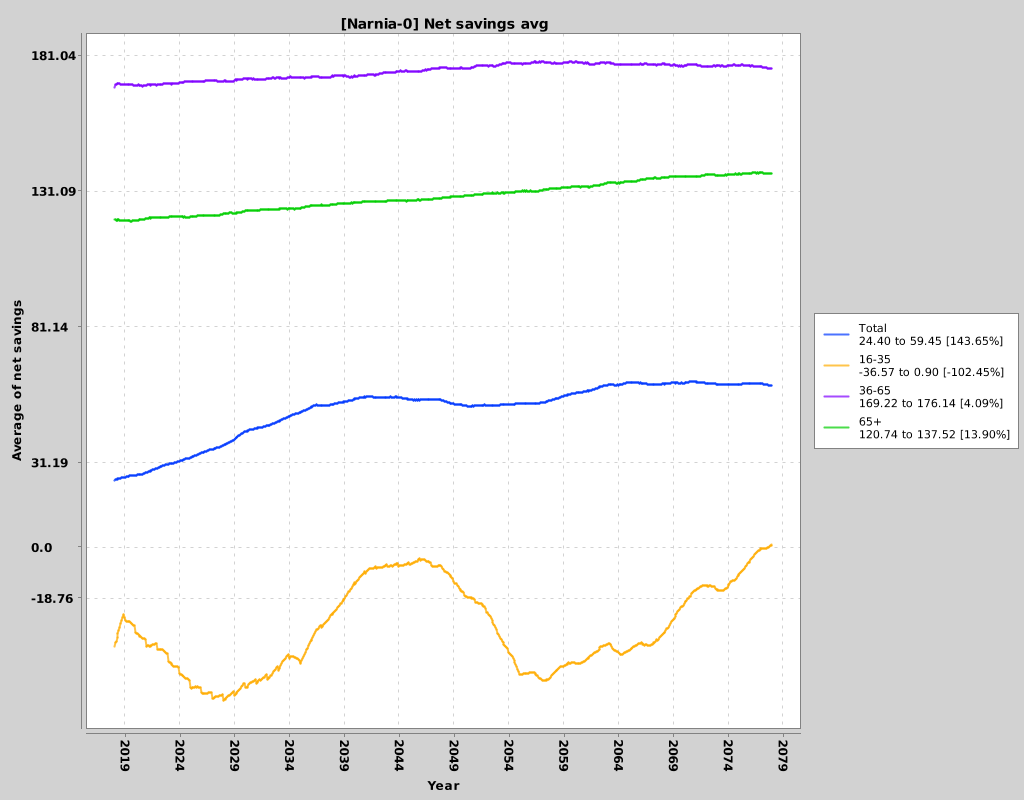 [Narnia-0] Net savings avg
181.04
131.09
81.14
31.19
0.0
-18.76
Average of net savings
2019
2024
2029
2034
2039
2044
2049
2054
2059
2064
2069
2074
2079
Year
Total
24.40 to 59.45 [143.65%]
16-35
-36.57 to 0.90 [-102.45%]
36-65
169.22 to 176.14 [4.09%]
65+
120.74 to 137.52 [13.90%]